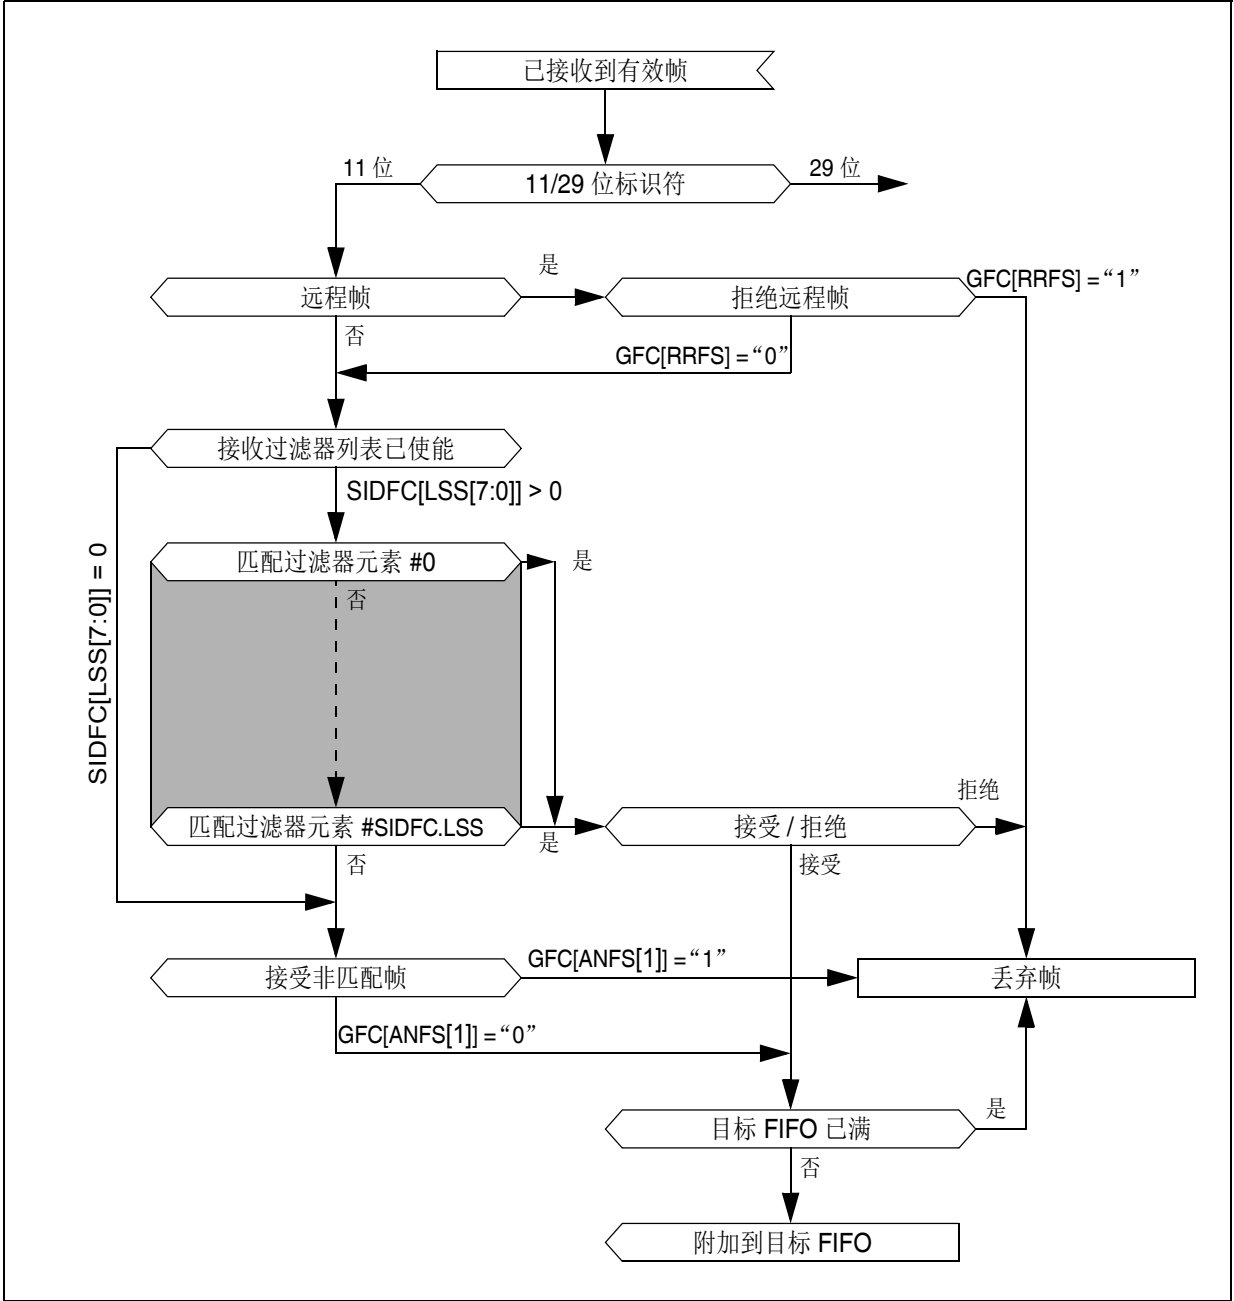 已接收到有效帧
11 位
11/29 位标识符
29 位
远程帧
是
拒绝远程帧
GFC[RRFS] = “1”
否
GFC[RRFS] = “0”
接收过滤器列表已使能
SIDFC[LSS[7:0]] > 0
SIDFC[LSS[7:0]] = 0
匹配过滤器元素 #0
是
否
匹配过滤器元素 #SIDFC.LSS
是
接受 / 拒绝
拒绝
否
接受
接受非匹配帧
GFC[ANFS[1]] = “1”
丢弃帧
GFC[ANFS[1]] = “0”
目标 FIFO 已满
是
否
附加到目标 FIFO